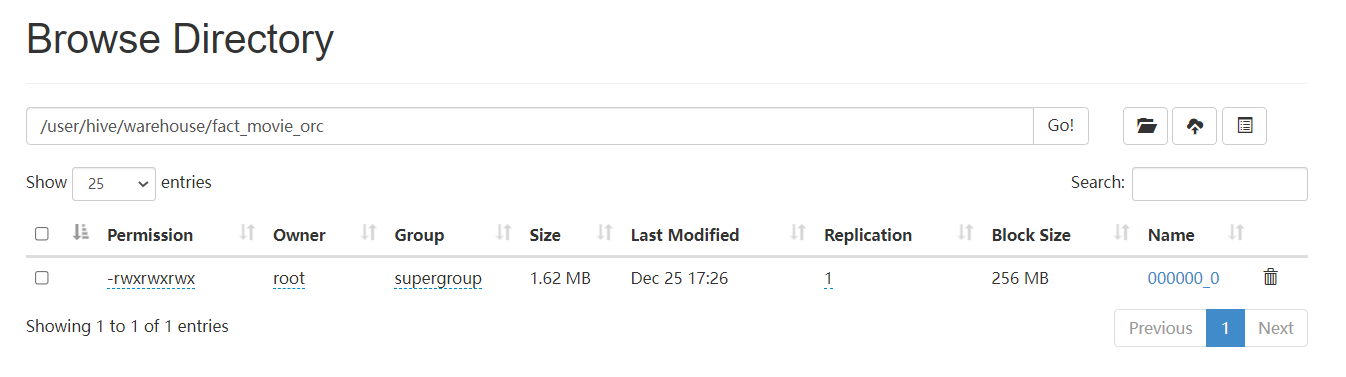 Browse Directory
/user/hive/warehouse/fact_movie_orc Go!
Show 25 entries Search:
Permission Owner Group Size Last Modified Replication Block Size Name
-rwxrwxrwx root supergroup 1.62 MB Dec 25 17:26 1 256 MB 000000_0
Showing 1 to 1 of 1 entries Previous 1 Next